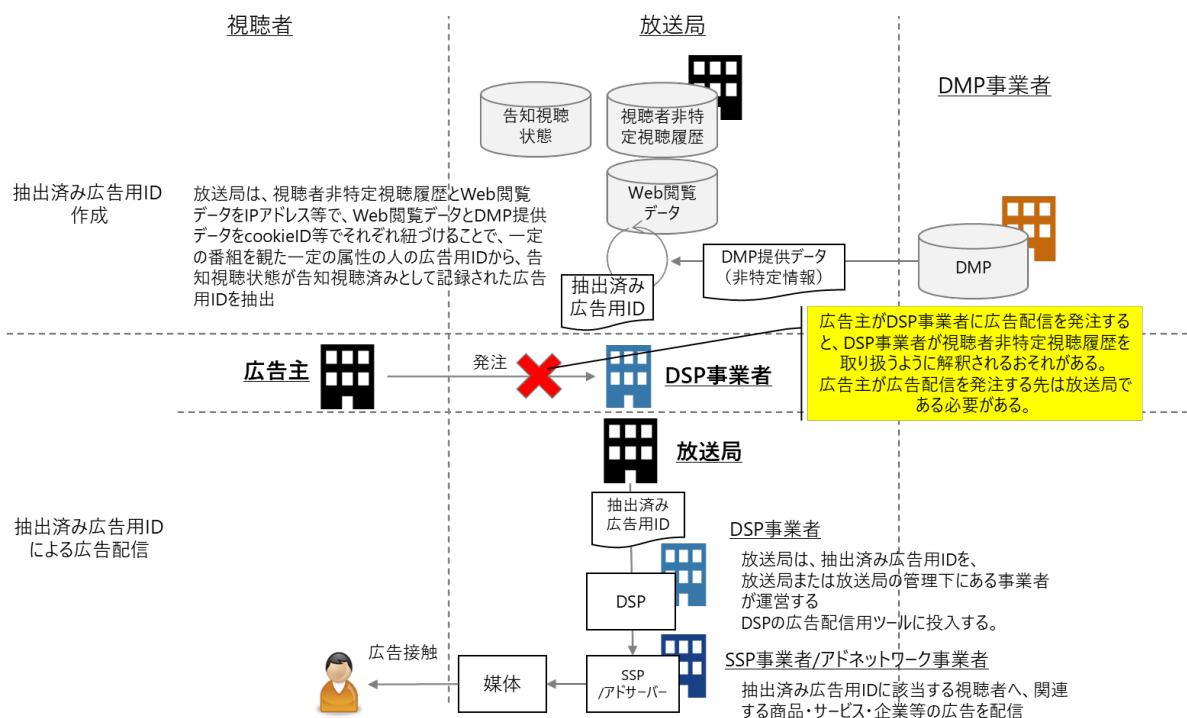 視聴者
放送局
DMP事業者
告知視聴
状態
視聴者非特
定視聴履歴
Web閲覧
データ
抽出済み広告用ID
作成
放送局は、視聴者非特定視聴履歴とWeb閲覧
データをIPアドレス等で、Web閲覧データとDMP提供
データをcookieID等でそれぞれ紐づけることで、一定
の番組を観た一定の属性の人の広告用IDから、告
知視聴状態が告知視聴済みとして記録された広告
用IDを抽出
抽出済み
広告用ID
DMP提供データ
(非特定情報)
DMP
広告主がDSP事業者に広告配信を発注する
と、DSP事業者が視聴者非特定視聴履歴を
取り扱うように解釈されるおそれがある。
広告主が広告配信を発注する先は放送局で
ある必要がある。
広告主
発注
DSP事業者
放送局
抽出済み広告用ID
による広告配信
抽出済み
広告用ID
DSP事業者
放送局は、抽出済み広告用IDを、
放送局または放送局の管理下にある事業者
が運営する
DSPの広告配信用ツールに投入する。
DSP
SSP事業者/アドネットワーク事業者
抽出済み広告用IDに該当する視聴者へ、関連
する商品・サービス・企業等の広告を配信
広告接触
媒体
SSP
/アドサーバー